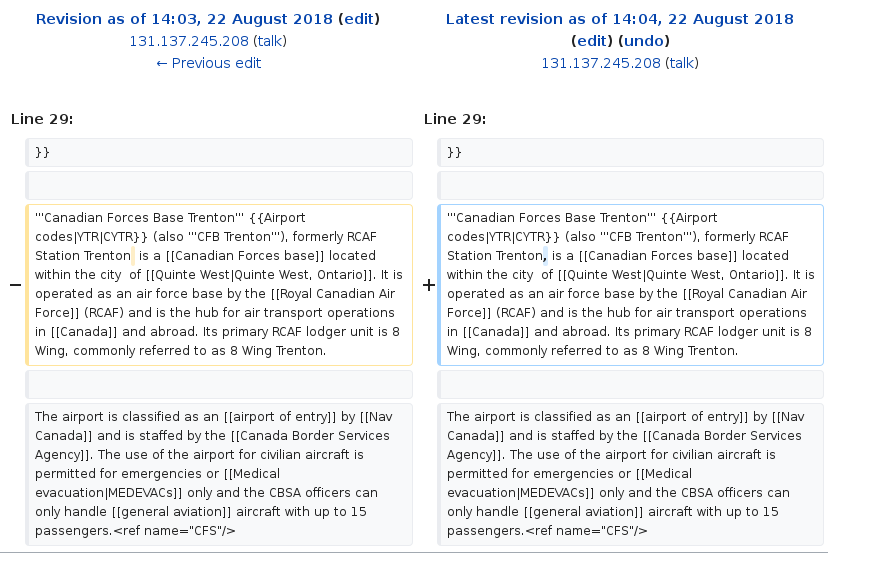 Revision as of 14:03, 22 August 2018 (edit)
131.137.245.208 (talk)
← Previous edit
Latest revision as of 14:04, 22 August 2018
(edit) (undo)
131.137.245.208 (talk)
Line 29:
}}
− '''Canadian Forces Base Trenton''' {{Airport
codes|YTR|CYTR}} (also '''CFB Trenton'''), formerly RCAF
Station Trenton  is a [[Canadian Forces base]] located
within the city  of [[Quinte West|Quinte West, Ontario]]. It is
operated as an air force base by the [[Royal Canadian Air
Force]] (RCAF) and is the hub for air transport operations
in [[Canada]] and abroad. Its primary RCAF lodger unit is 8
Wing, commonly referred to as 8 Wing Trenton.
The airport is classified as an [[airport of entry]] by [[Nav
Canada]] and is staffed by the [[Canada Border Services
Agency]]. The use of the airport for civilian aircraft is
permitted for emergencies or [[Medical
evacuation|MEDEVACs]] only and the CBSA officers can
only handle [[general aviation]] aircraft with up to 15
passengers.<ref name="CFS"/>
Line 29:
}}
+ '''Canadian Forces Base Trenton''' {{Airport
codes|YTR|CYTR}} (also '''CFB Trenton'''), formerly RCAF
Station Trenton, is a [[Canadian Forces base]] located
within the city  of [[Quinte West|Quinte West, Ontario]]. It is
operated as an air force base by the [[Royal Canadian Air
Force]] (RCAF) and is the hub for air transport operations
in [[Canada]] and abroad. Its primary RCAF lodger unit is 8
Wing, commonly referred to as 8 Wing Trenton.
The airport is classified as an [[airport of entry]] by [[Nav
Canada]] and is staffed by the [[Canada Border Services
Agency]]. The use of the airport for civilian aircraft is
permitted for emergencies or [[Medical
evacuation|MEDEVACs]] only and the CBSA officers can
only handle [[general aviation]] aircraft with up to 15
passengers.<ref name="CFS"/>